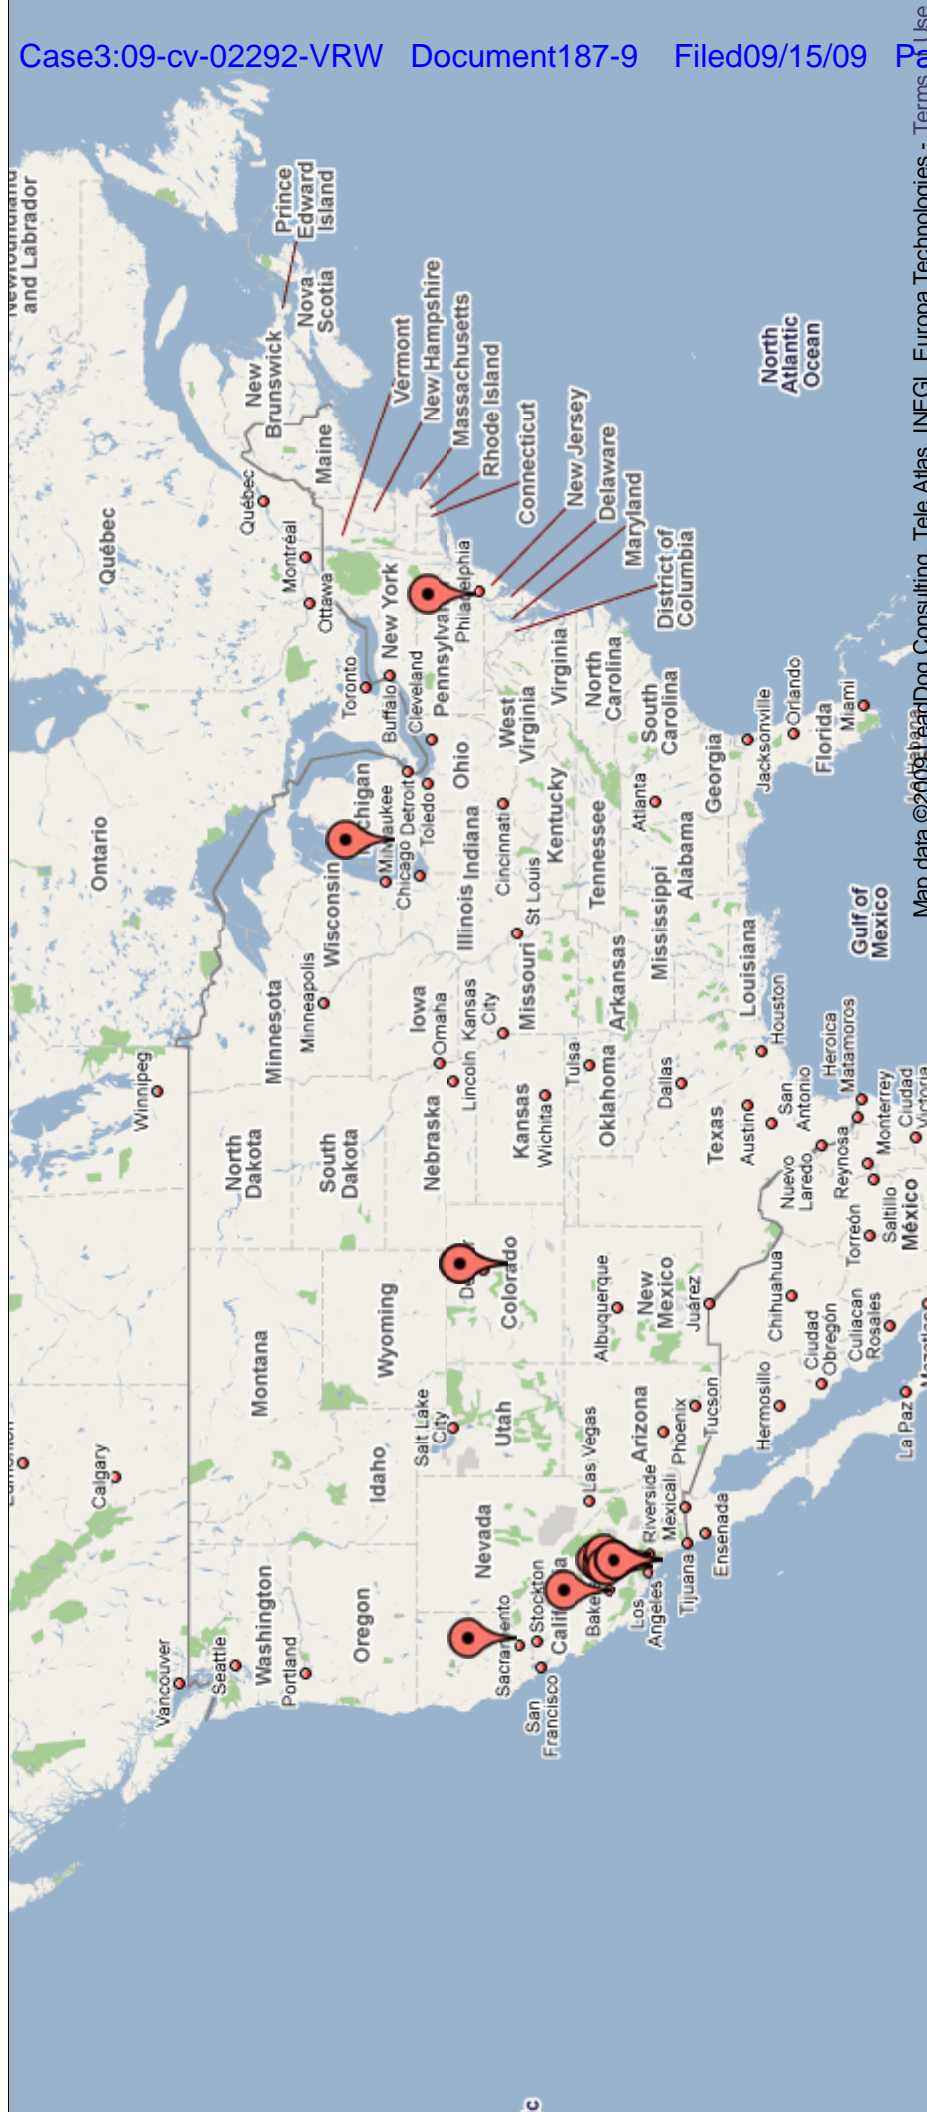 Case3:09-cv-02292-VRW Document187-9 Filed09/15/09
and Labrador
Prince
Edward
Island
Nova
Scotia
New
Brunswick
Maine
Québec
Québec
Montréal
Ottawa
Vermont
New Hampshire
Massachusetts
Rhode Island
Connecticut
New Jersey
Delaware
Maryland
District of
Columbia
North
Atlantic
Ocean
Ontario
Toronto
Buffalo
New York
Cleveland
Detroit
Toledo
Ohio
West
Virginia
Virginia
North
Carolina
South
Carolina
Georgia
Atlanta
Jacksonville
Orlando
Florida
Miami
Wisconsin
Chicago
Illinois
Indiana
Cincinnati
Kentucky
Tennessee
Alabama
Mississippi
St Louis
Missouri
Arkansas
Louisiana
Gulf of
Mexico
Winnipeg
Minnesota
Minneapolis
Iowa
Omaha
Lincoln
Kansas
City
Kansas
Wichita
Tulsa
Oklahoma
Dallas
Texas
Austin
Houston
San
Antonio
Heroica
Matamoros
Nuevo
Laredo
Reynosa
Monterrey
Ciudad
Saltillo
Torreón
México
North
Dakota
South
Dakota
Nebraska
Colorado
Montana
Wyoming
Albuquerque
New
Mexico
Juárez
Chihuahua
Ciudad
Obregón
Culiacan
Rosales
Hermosillo
La Paz
Calgary
Idaho
Salt Lake
City
Utah
Arizona
Phoenix
Tucson
Las Vegas
Nevada
Riverside
Mexicali
Ensenada
Tijuana
Los
Angeles
Stockton
San
Francisco
Vancouver
Seattle
Washington
Portland
Oregon
Map data ©2009 LeadDog Consulting, Tele Atlas, INEGI, Europa Technologies - Terms of Use